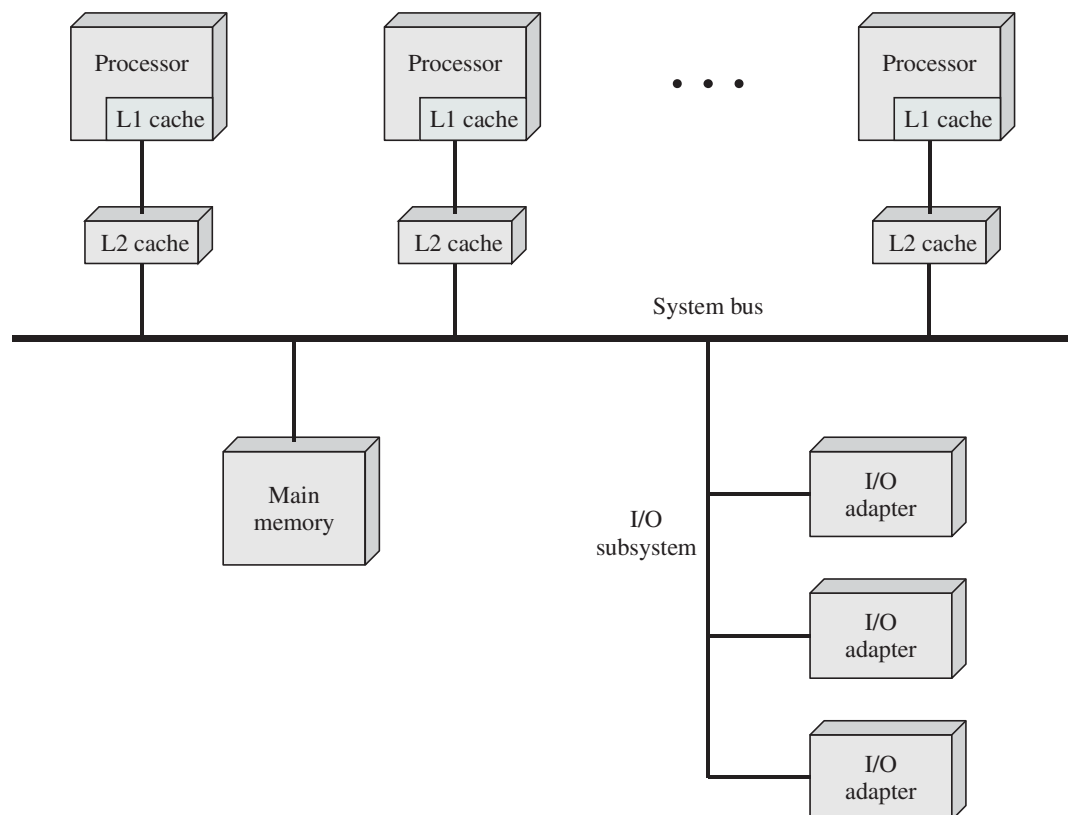 Processor
L1 cache
Processor
L1 cache
Processor
L1 cache
L2 cache
L2 cache
L2 cache
System bus
Main
memory
I/O
subsystem
I/O
adapter
I/O
adapter
I/O
adapter